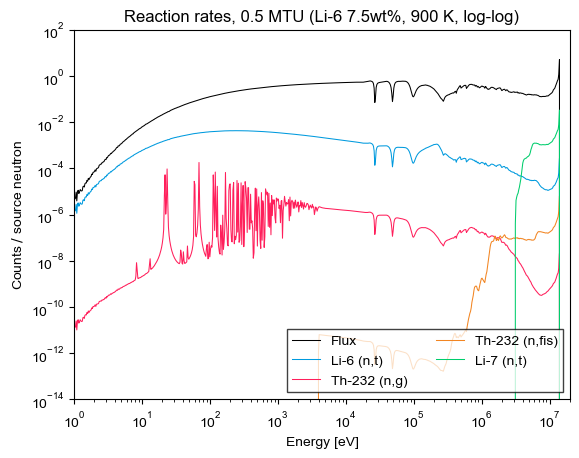 Reaction rates, 0.5 MTU (Li-6 7.5wt%, 900 K, log-log)
Counts / source neutron
10^2
10^0
10^−2
10^−4
10^−6
10^−8
10^−10
10^−12
10^−14
Flux
Li-6 (n,t)
Th-232 (n,g)
Th-232 (n,fis)
Li-7 (n,t)
10^0 10^1 10^2 10^3 10^4 10^5 10^6 10^7
Energy [eV]